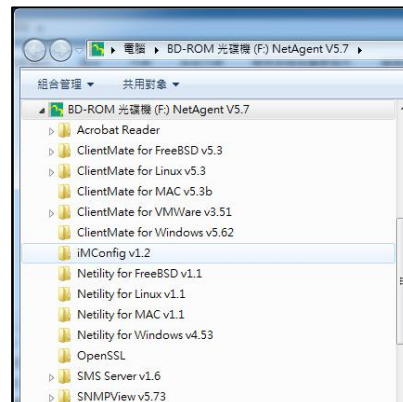 電腦 ▸ BD-ROM 光碟機 (F:) NetAgent V5.7 ▸
組合管理 ▼ 共用對象 ▼
BD-ROM 光碟機 (F:) NetAgent V5.7
Acrobat Reader
ClientMate for FreeBSD v5.3
ClientMate for Linux v5.3
ClientMate for MAC v5.3b
ClientMate for VMWare v3.51
ClientMate for Windows v5.62
iMConfig v1.2
Netility for FreeBSD v1.1
Netility for Linux v1.1
Netility for MAC v1.1
Netility for Windows v4.53
OpenSSL
SMS Server v1.6
SNMPView v5.73